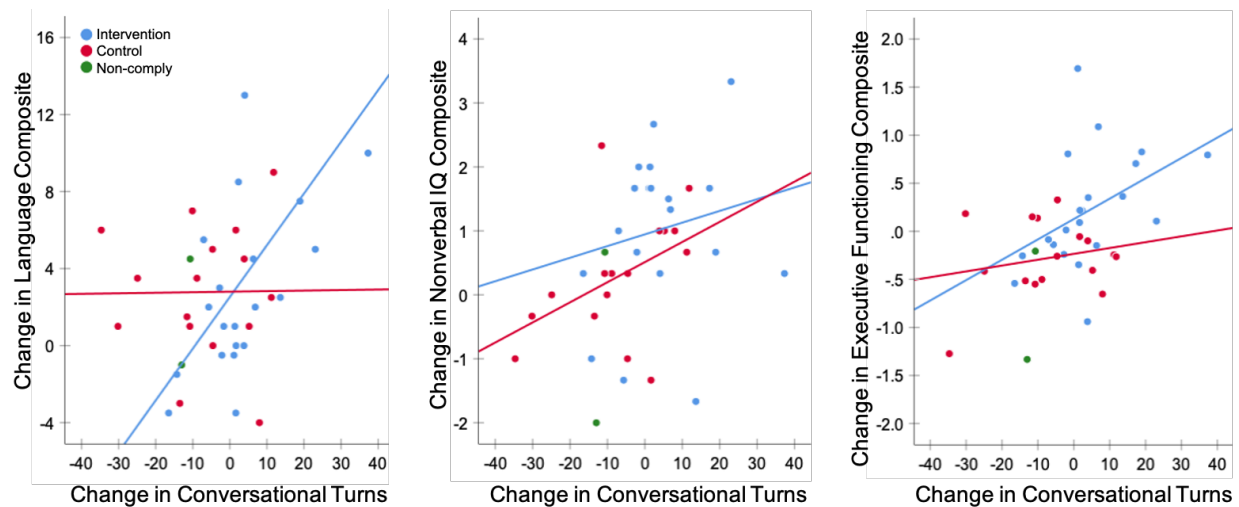 Change in Language Composite
16
12
8
4
0
-4
Intervention
Control
Non-comply
-40 -30 -20 -10 0 10 20 30 40
Change in Conversational Turns
Change in Nonverbal IQ Composite
4
3
2
1
0
-1
-2
-40 -30 -20 -10 0 10 20 30 40
Change in Conversational Turns
Change in Executive Functioning Composite
2.0
1.5
1.0
.5
.0
-.5
-1.0
-1.5
-2.0
-40 -30 -20 -10 0 10 20 30 40
Change in Conversational Turns